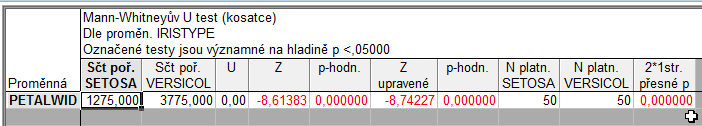 Mann-Whitneyův U test (kosatce)
Dle proměn. IRISTYPE
Označené testy jsou významné na hladině p <,05000
Proměnná Sčt poř. SETOSA Sčt poř. VERSICOL U Z p-hodn. Z upravené p-hodn. N platn. SETOSA N platn. VERSICOL 2*1str. přesné p
PETALWID 1275,000 3775,000 0,00 -8,61383 0,000000 -8,74227 0,000000 50 50 0,000000